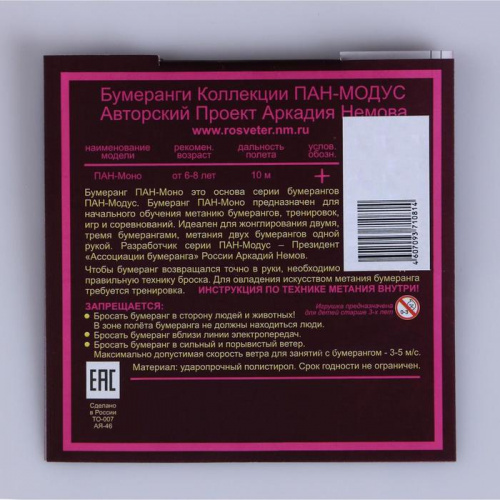 Бумеранги Коллекции ПАН-МОДУС
Авторский Проект Аркадия Немова
www.rosveter.nm.ru
наименование модели
рекомен. возраст
дальность полета
услов. обозн.
ПАН-Моно от 6-8 лет 10 м +
Бумеранг ПАН-Моно это основа серии бумерангов
ПАН-Модус. Бумеранг ПАН-Моно предназначен для
начального обучения метанию бумерангов, тренировок,
игр и соревнований. Идеален для жонглирования двумя,
тремя бумерангами, метания двух бумерангов одной
рукой. Разработчик серии ПАН-Модус – Президент
«Ассоциации бумеранга» России Аркадий Немов.
Чтобы бумеранг возвращался точно в руки, необходимо
правильную технику броска. Для овладения искусством метания бумеранга
требуется тренировка. ИНСТРУКЦИЯ ПО ТЕХНИКЕ МЕТАНИЯ ВНУТРИ!
ЗАПРЕЩАЕТСЯ:
Игрушка предназначена
для детей старше 3-х лет
0-3
● Бросать бумеранг в сторону людей и животных!
В зоне полёта бумеранга не должны находиться люди.
● Бросать бумеранг вблизи линии электропередач.
● Бросать бумеранг в сильный и порывистый ветер.
Максимально допустимая скорость ветра для занятий с бумерангом - 3-5 м/с.
Материал: ударопрочный полистирол. Срок годности не ограничен.
EAC
Сделано
в России
ТО-007
АЯ-46
4607093710814